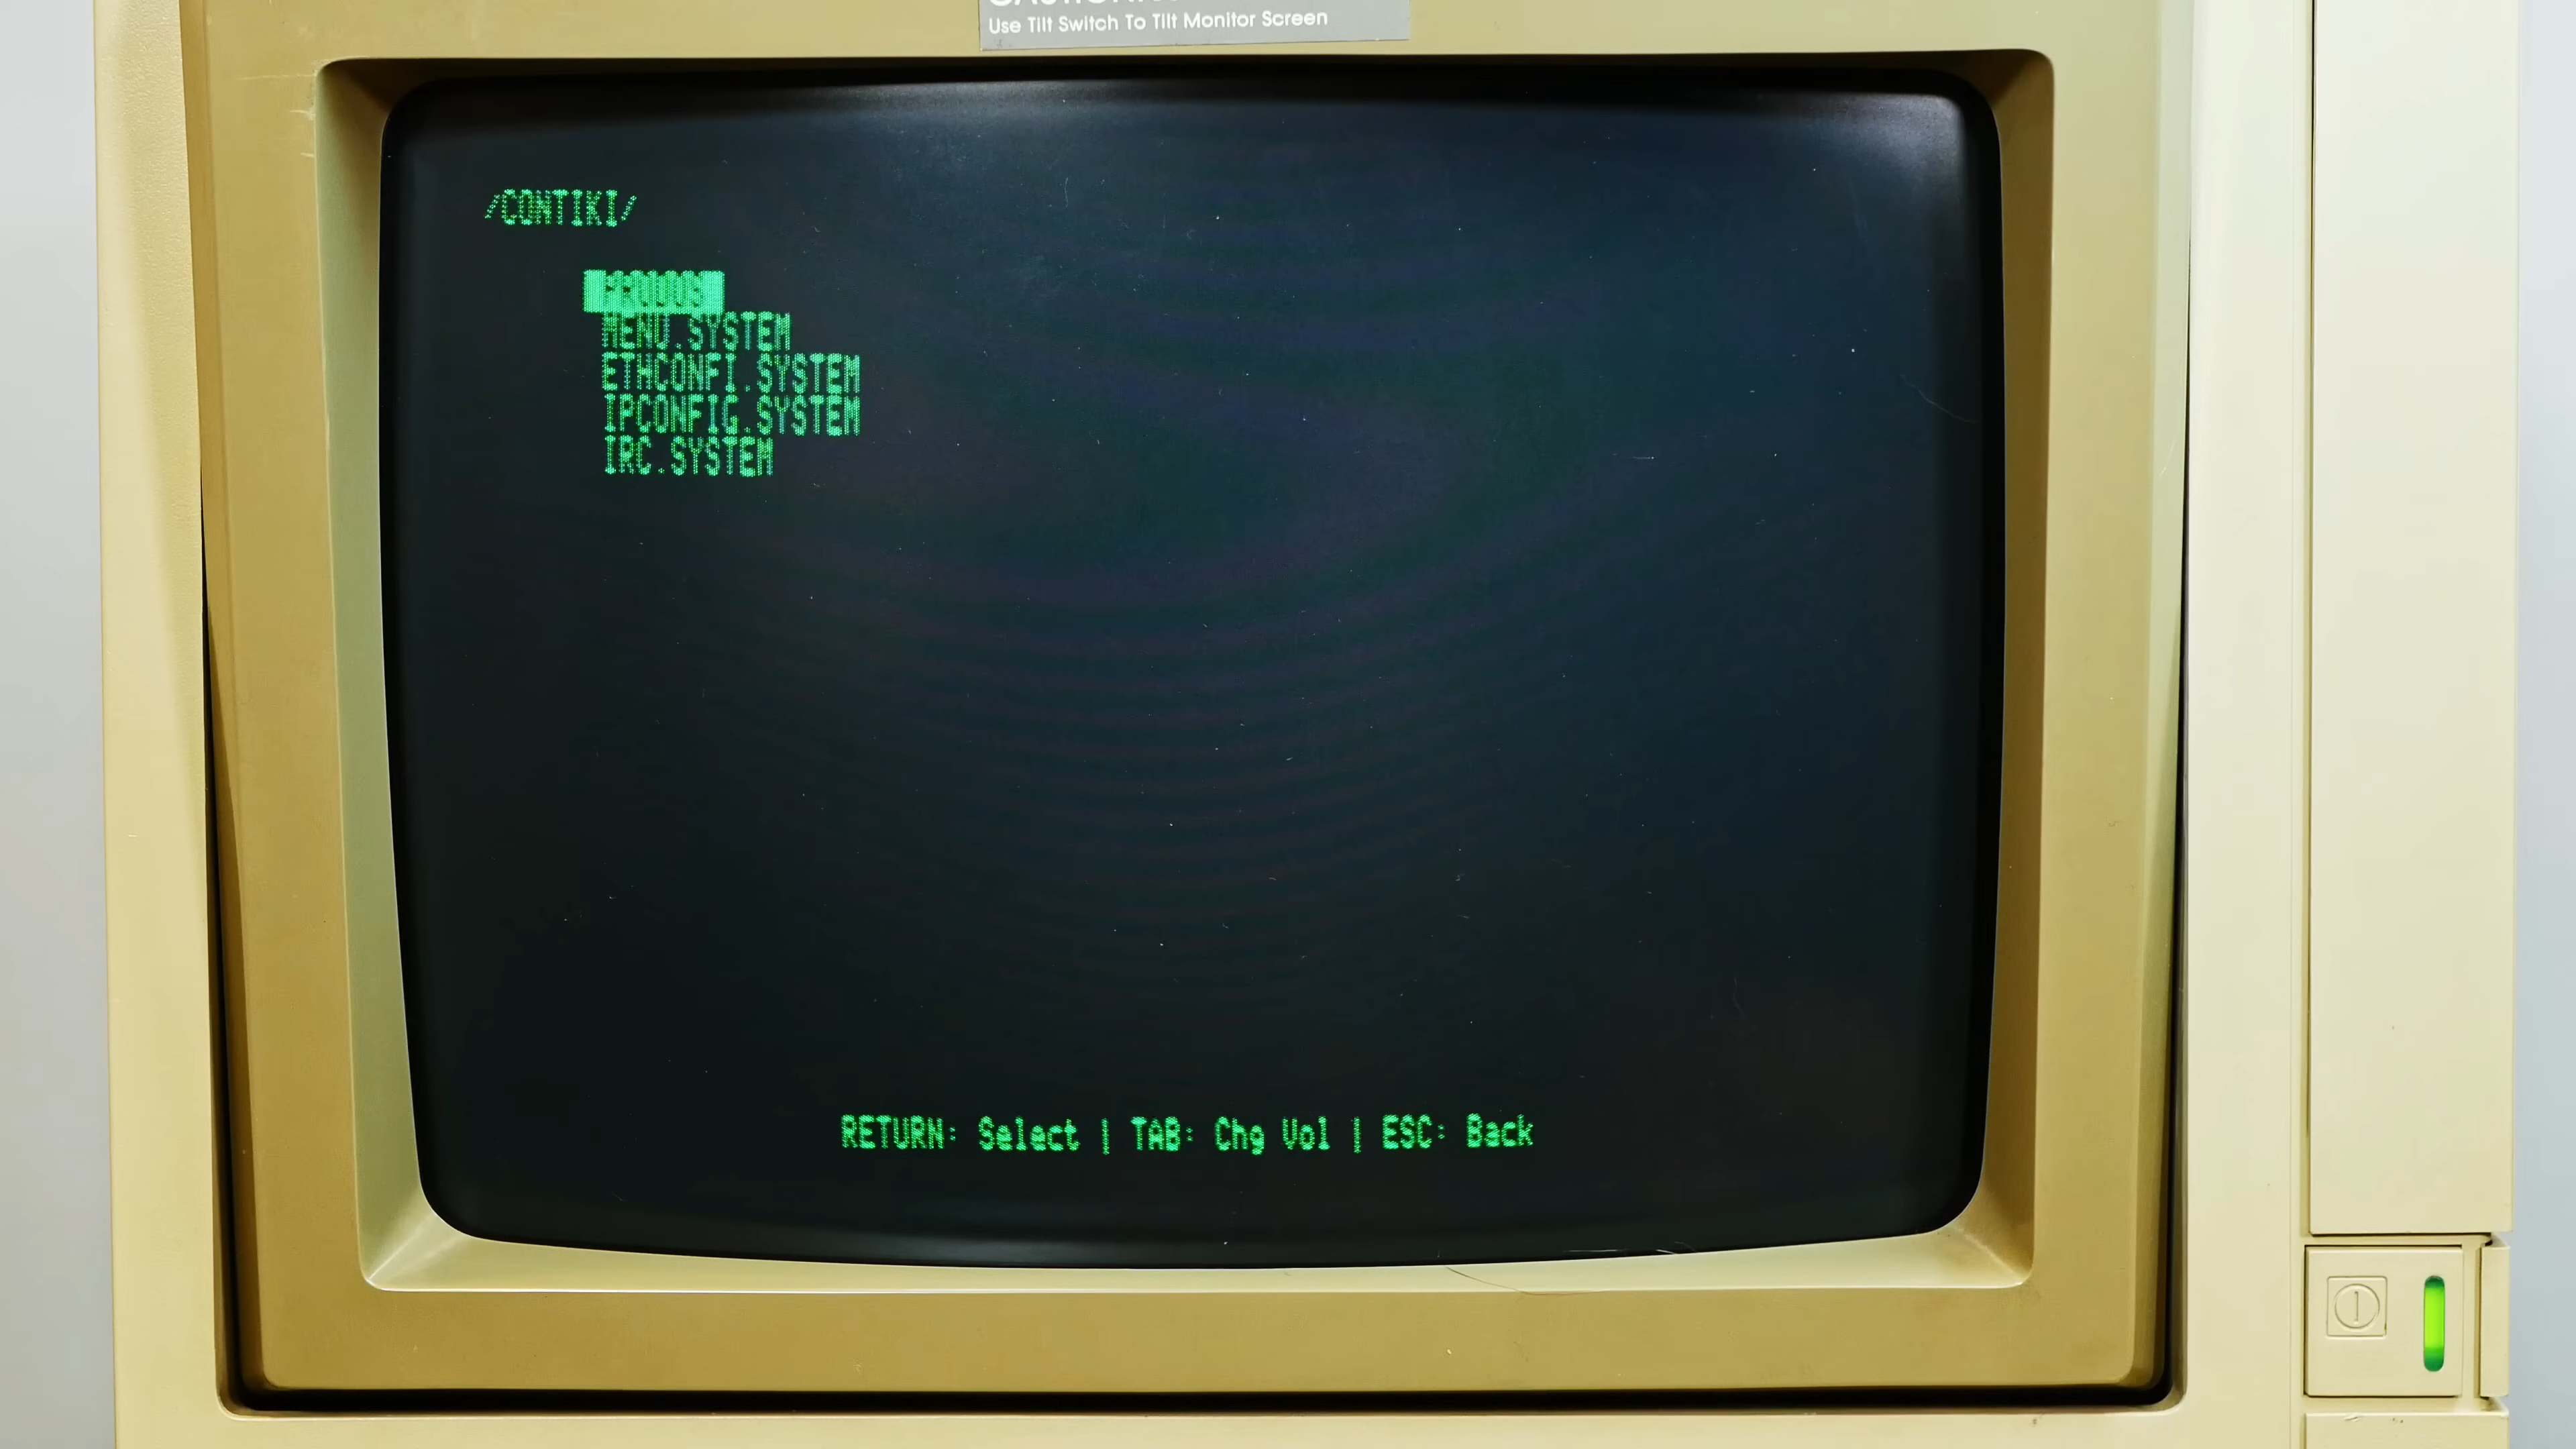 Use Tilt Switch To Tilt Monitor Screen
/CONTIKI/
PRODOS
MENU.SYSTEM
ETHCONFI.SYSTEM
IPCONFIG.SYSTEM
IRC.SYSTEM
RETURN: Select | TAB: Chg Vol | ESC: Back